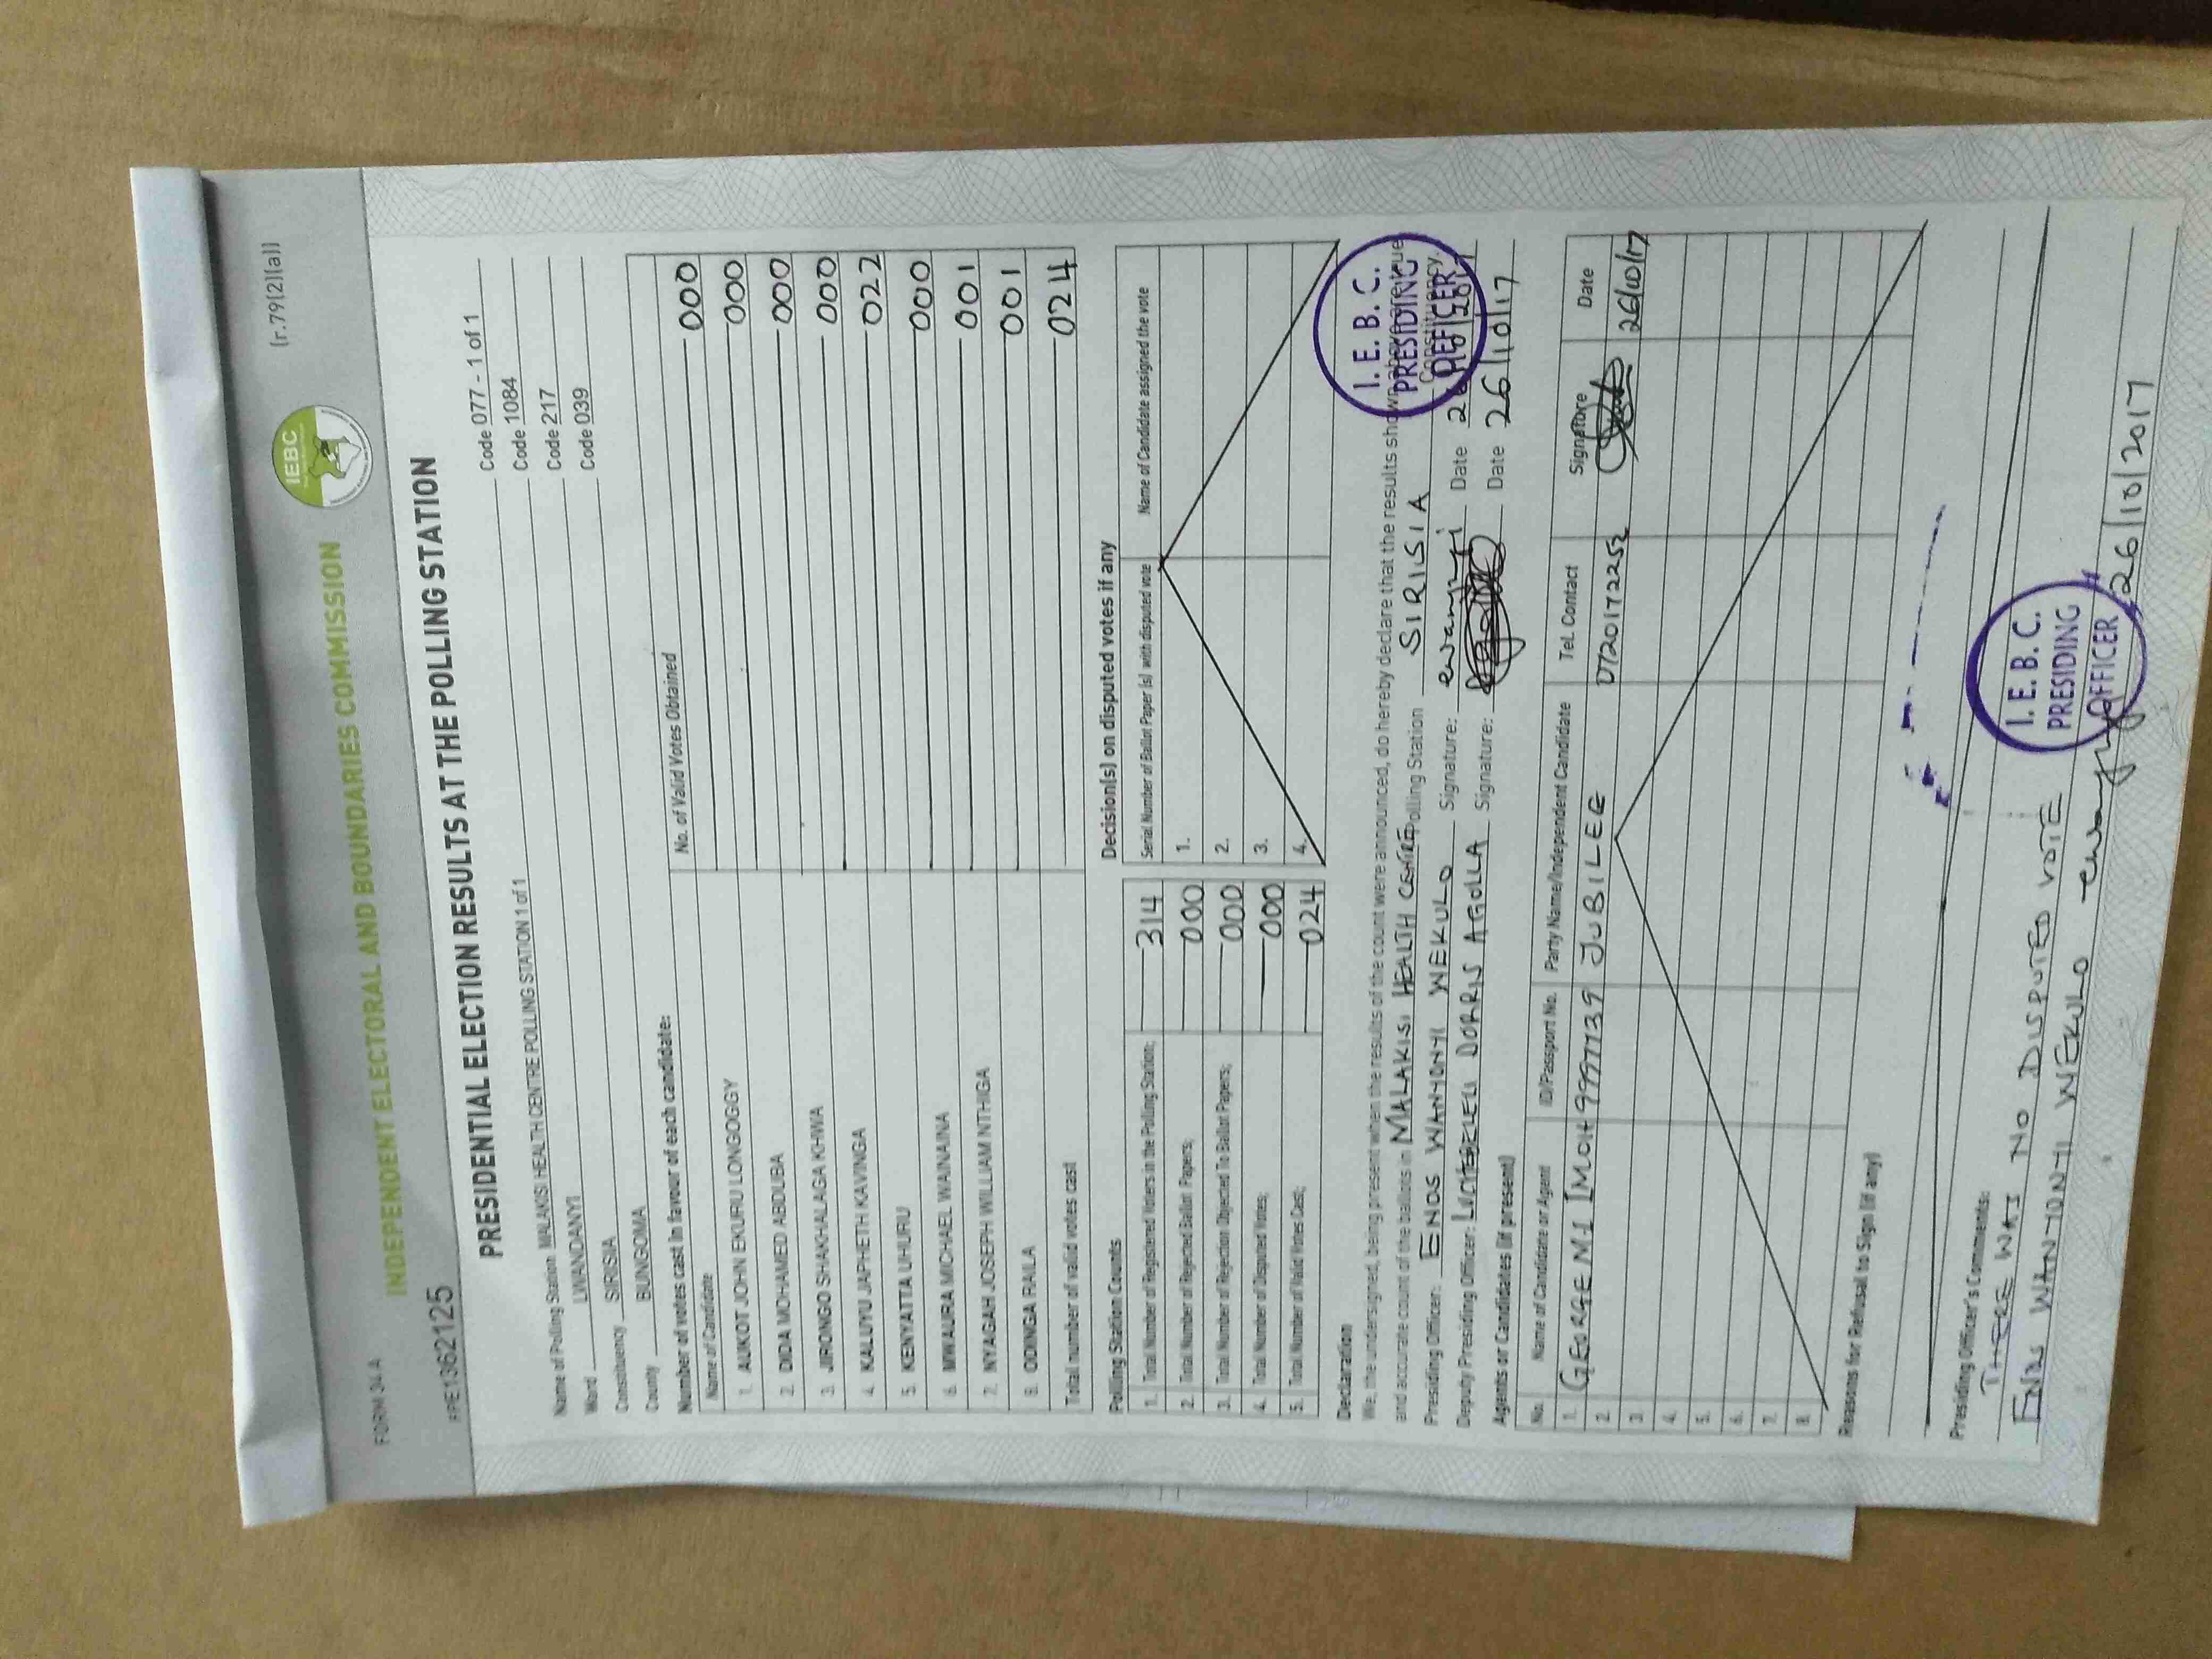 FORM 34A
(r.79(2)(a))
IEBC
INDEPENDENT ELECTORAL AND BOUNDARIES COMMISSION
PRE1362125
PRESIDENTIAL ELECTION RESULTS AT THE POLLING STATION
Name of Polling Station MALAKISI HEALTH CENTRE POLLING STATION 1 of 1 Code 077 - 1 of 1
Ward LWANDANYI Code 1084
Constituency SIRISIA Code 217
County BUNGOMA Code 039
Number of votes cast in favour of each candidate:
Name of Candidate No. of Valid Votes Obtained
1. AUKOT JOHN EKURU LONGOGGY 000
2. DIDA MOHAMED ABDUBA 000
3. JIRONGO SHAKHALAGA KHWA 000
4. KALUYU JAPHETH KAVINGA 000
5. KENYATTA UHURU 022
6. MWAURA MICHAEL WAINAINA 000
7. NYAGAH JOSEPH WILLIAM NTHIGA 001
8. ODINGA RAILA 001
Total number of valid votes cast 024
Polling Station Counts
1. Total Number of Registered Voters in the Polling Station; 314
2. Total Number of Rejected Ballot Papers; 000
3. Total Number of Rejection Objected To Ballot Papers; 000
4. Total Number of Disputed Votes; 000
5. Total Number of Valid Votes Cast; 024
Decision(s) on disputed votes if any
Serial Number of Ballot Paper (s) with disputed vote Name of Candidate assigned the vote
1.
2.
3.
4.
Declaration
We, the undersigned, being present when the results of the count were announced, do hereby declare that the results shown above are true
and accurate count of the ballots in MALAKISI HEALTH CENTRE Polling Station SIRISIA Constituency.
Presiding Officer: ENOS WANYONYI WEKULO Signature: Date 26/10/2017
Deputy Presiding Officer: DORRIS AGOLLA Signature: Date 26/10/17
I. E. B. C.
PRESIDING
OFFICER
Agents or Candidates (if present)
No. Name of Candidate or Agent ID/Passport No. Party Name/Independent Candidate Tel. Contact Signature Date
1. GEORGE M. IMOH 9997739 JUBILEE 0720172252 26/10/17
2.
3.
4.
5.
6.
7.
8.
Reasons for Refusal to Sign (if any)
Presiding Officer's Comments:
THERE WAS NO DISPUTED VOTE
ENOS WANYONYI WEKULO 26/10/2017
I. E. B. C.
PRESIDING
OFFICER